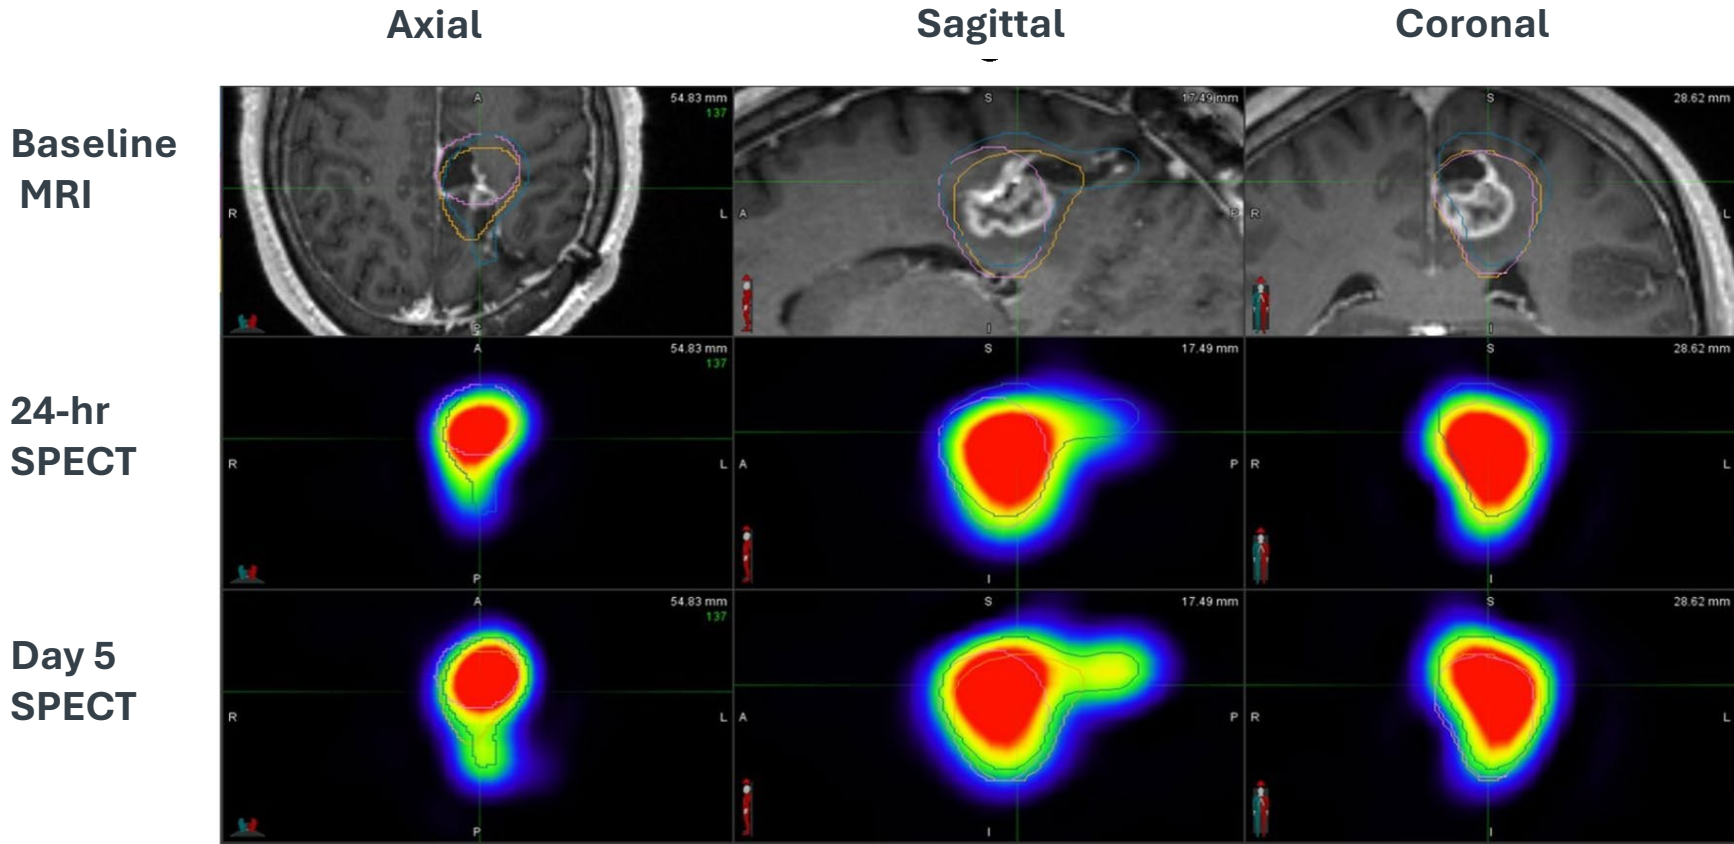 Axial Sagittal Coronal
Baseline
MRI
A 54.83 mm S 17.49 mm S 28.62 mm
137
R L A P R L
P I I
24-hr
SPECT
A 54.83 mm S 17.49 mm S 28.62 mm
137
R L A P R L
P I I
Day 5
SPECT
A 54.83 mm S 17.49 mm S 28.62 mm
137
R L A P R L
P I I